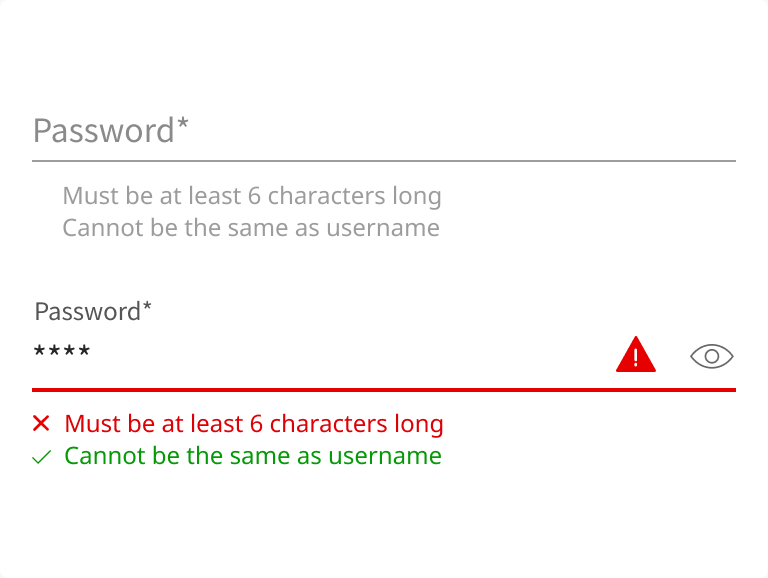 Password*
Must be at least 6 characters long
Cannot be the same as username
Password*
****
Must be at least 6 characters long
Cannot be the same as username